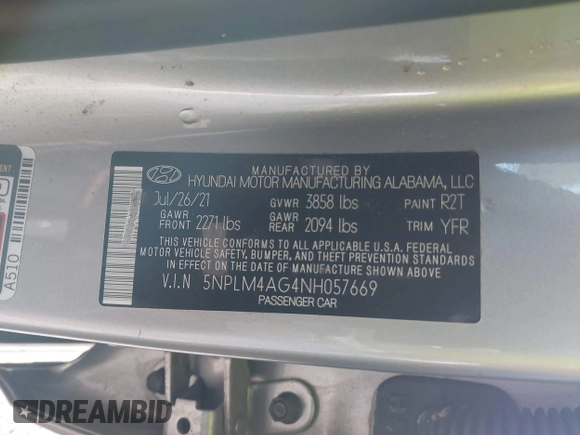 MANUFACTURED BY
HYUNDAI MOTOR MANUFACTURING ALABAMA, LLC
Jul/26/21 GVWR 3858 lbs PAINT R2T
GAWR FRONT 2271 lbs GAWR REAR 2094 lbs TRIM YFR
THIS VEHICLE CONFORMS TO ALL APPLICABLE U.S.A. FEDERAL
MOTOR VEHICLE SAFETY, BUMPER, AND THEFT PREVENTION STANDARDS
IN EFFECT ON THE DATE OF MANUFACTURE SHOWN ABOVE
V.I.N 5NPLM4AG4NH057669
PASSENGER CAR
A510
DREAMBID